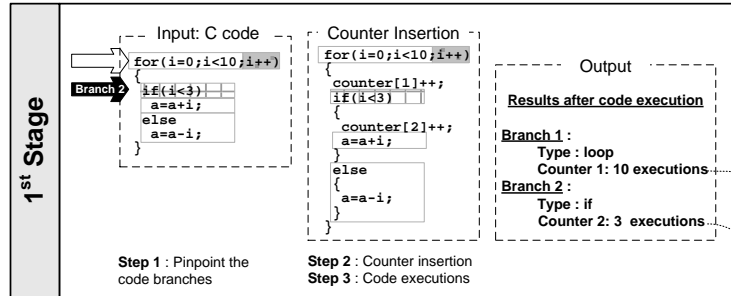 1st Stage
Input: C code
for(i=0;i<10;i++)
{
Branch 2
if(i<3)
a=a+i;
else
a=a-i;
}
Step 1 : Pinpoint the
code branches
Counter Insertion
for(i=0;i<10;i++)
{
counter[1]++;
if(i<3)
{
counter[2]++;
a=a+i;
}
else
{
a=a-i;
}
}
Step 2 : Counter insertion
Step 3 : Code executions
Output
Results after code execution
Branch 1 :
Type : loop
Counter 1: 10 executions
Branch 2 :
Type : if
Counter 2: 3 executions